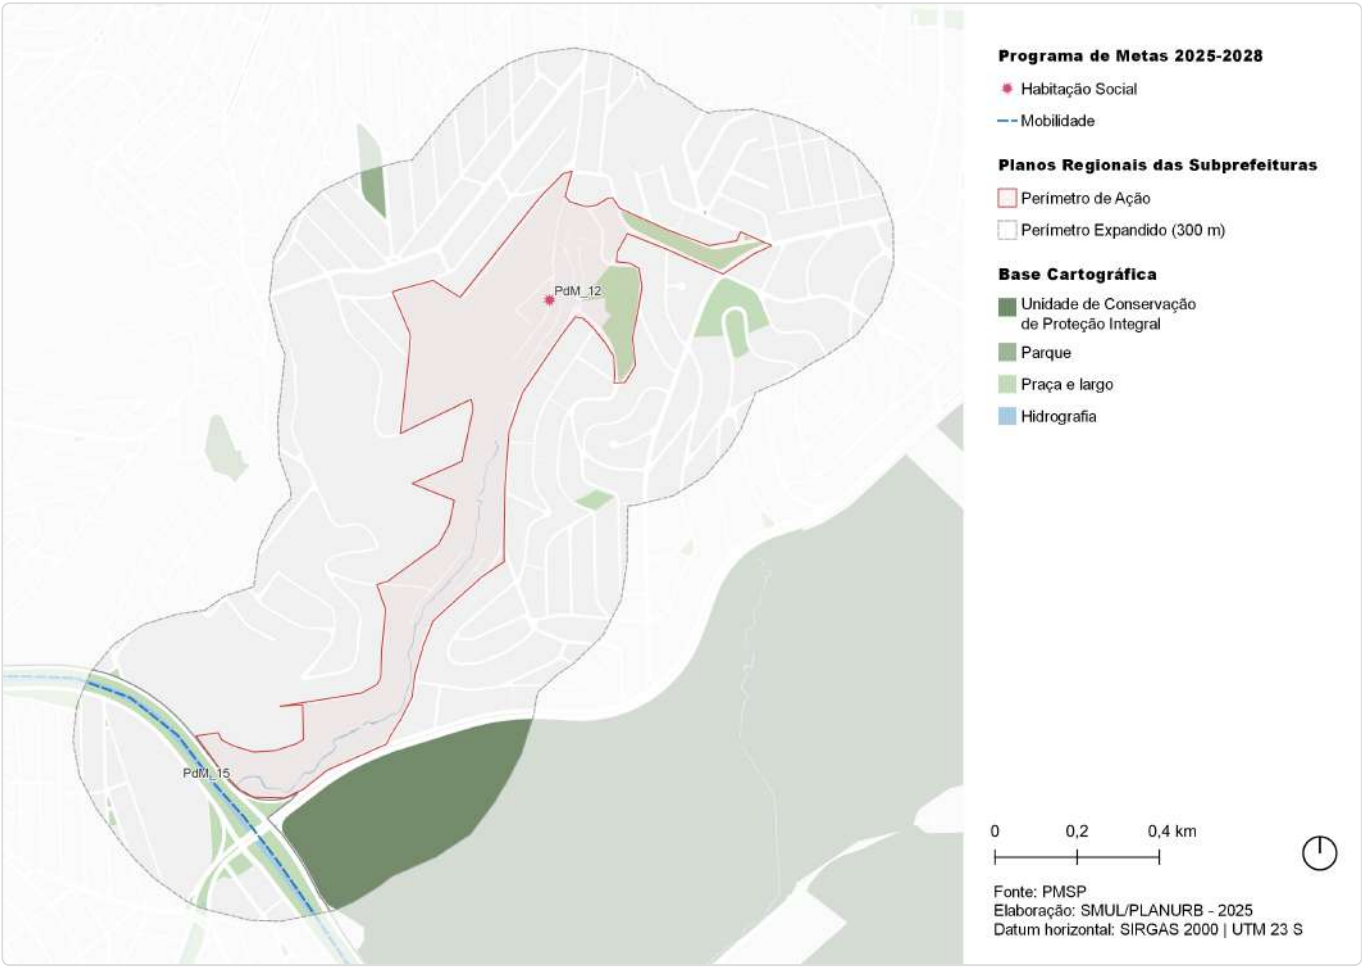 Programa de Metas 2025-2028
Habitação Social
Mobilidade
Planos Regionais das Subprefeituras
Perímetro de Ação
Perímetro Expandido (300 m)
Base Cartográfica
Unidade de Conservação
de Proteção Integral
Parque
Praça e largo
Hidrografia
PdM_12
PdM_15
0 0,2 0,4 km
Fonte: PMSP
Elaboração: SMUL/PLANURB - 2025
Datum horizontal: SIRGAS 2000 | UTM 23 S